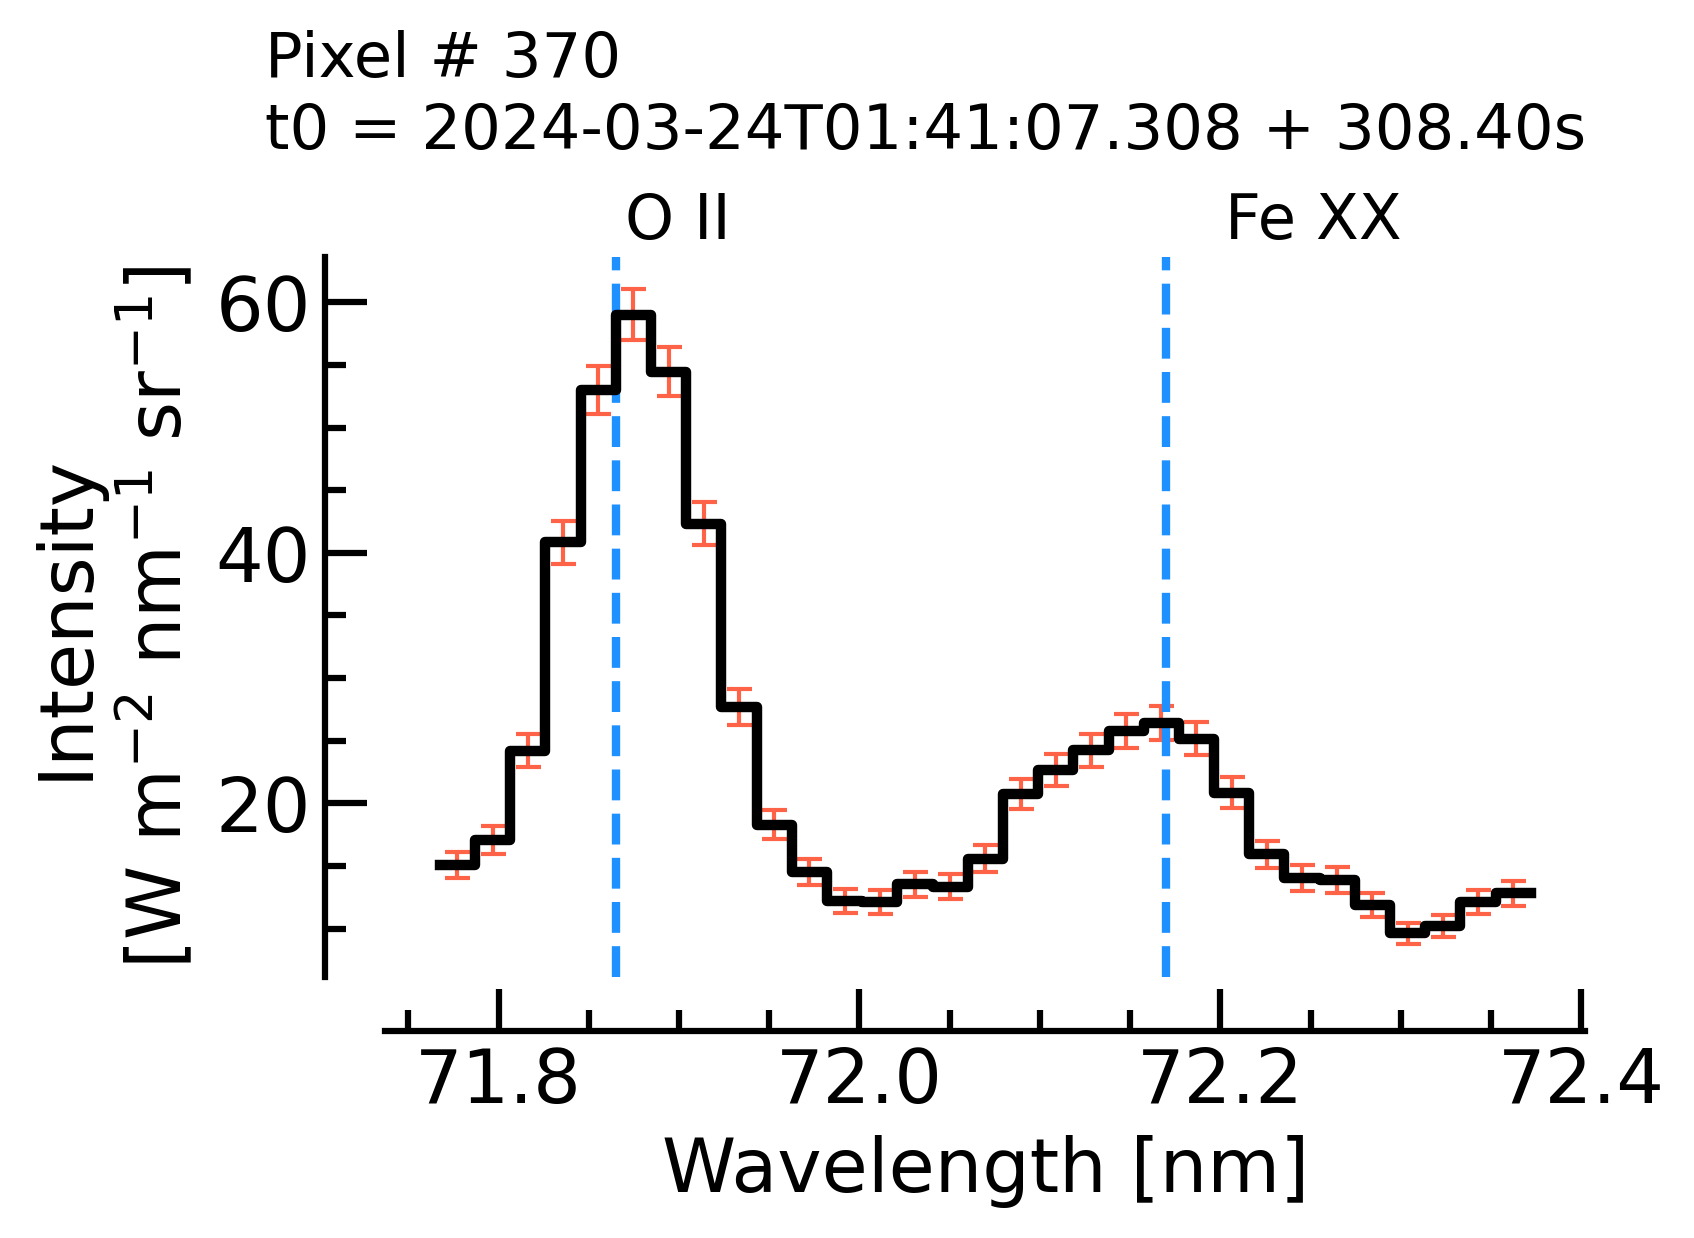 Pixel # 370
t0 = 2024-03-24T01:41:07.308 + 308.40s
O II Fe XX
Intensity
[W m⁻² nm⁻¹ sr⁻¹]
60
40
20
71.8 72.0 72.2 72.4
Wavelength [nm]